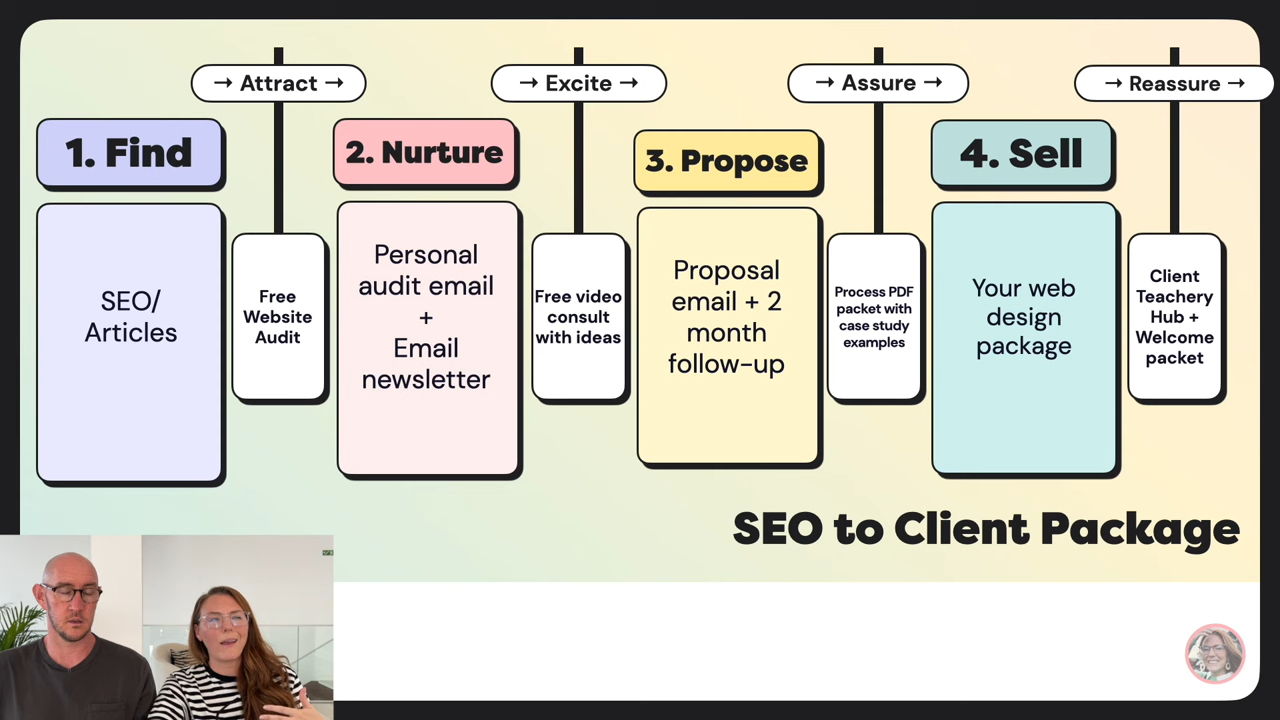 → Attract →
→ Excite →
→ Assure →
→ Reassure →
1. Find
2. Nurture
3. Propose
4. Sell
SEO/
Articles
Free
Website
Audit
Personal
audit email
+
Email
newsletter
Free video
consult
with ideas
Proposal
email + 2
month
follow-up
Process PDF
packet with
case study
examples
Your web
design
package
Client
Teachery
Hub +
Welcome
packet
SEO to Client Package